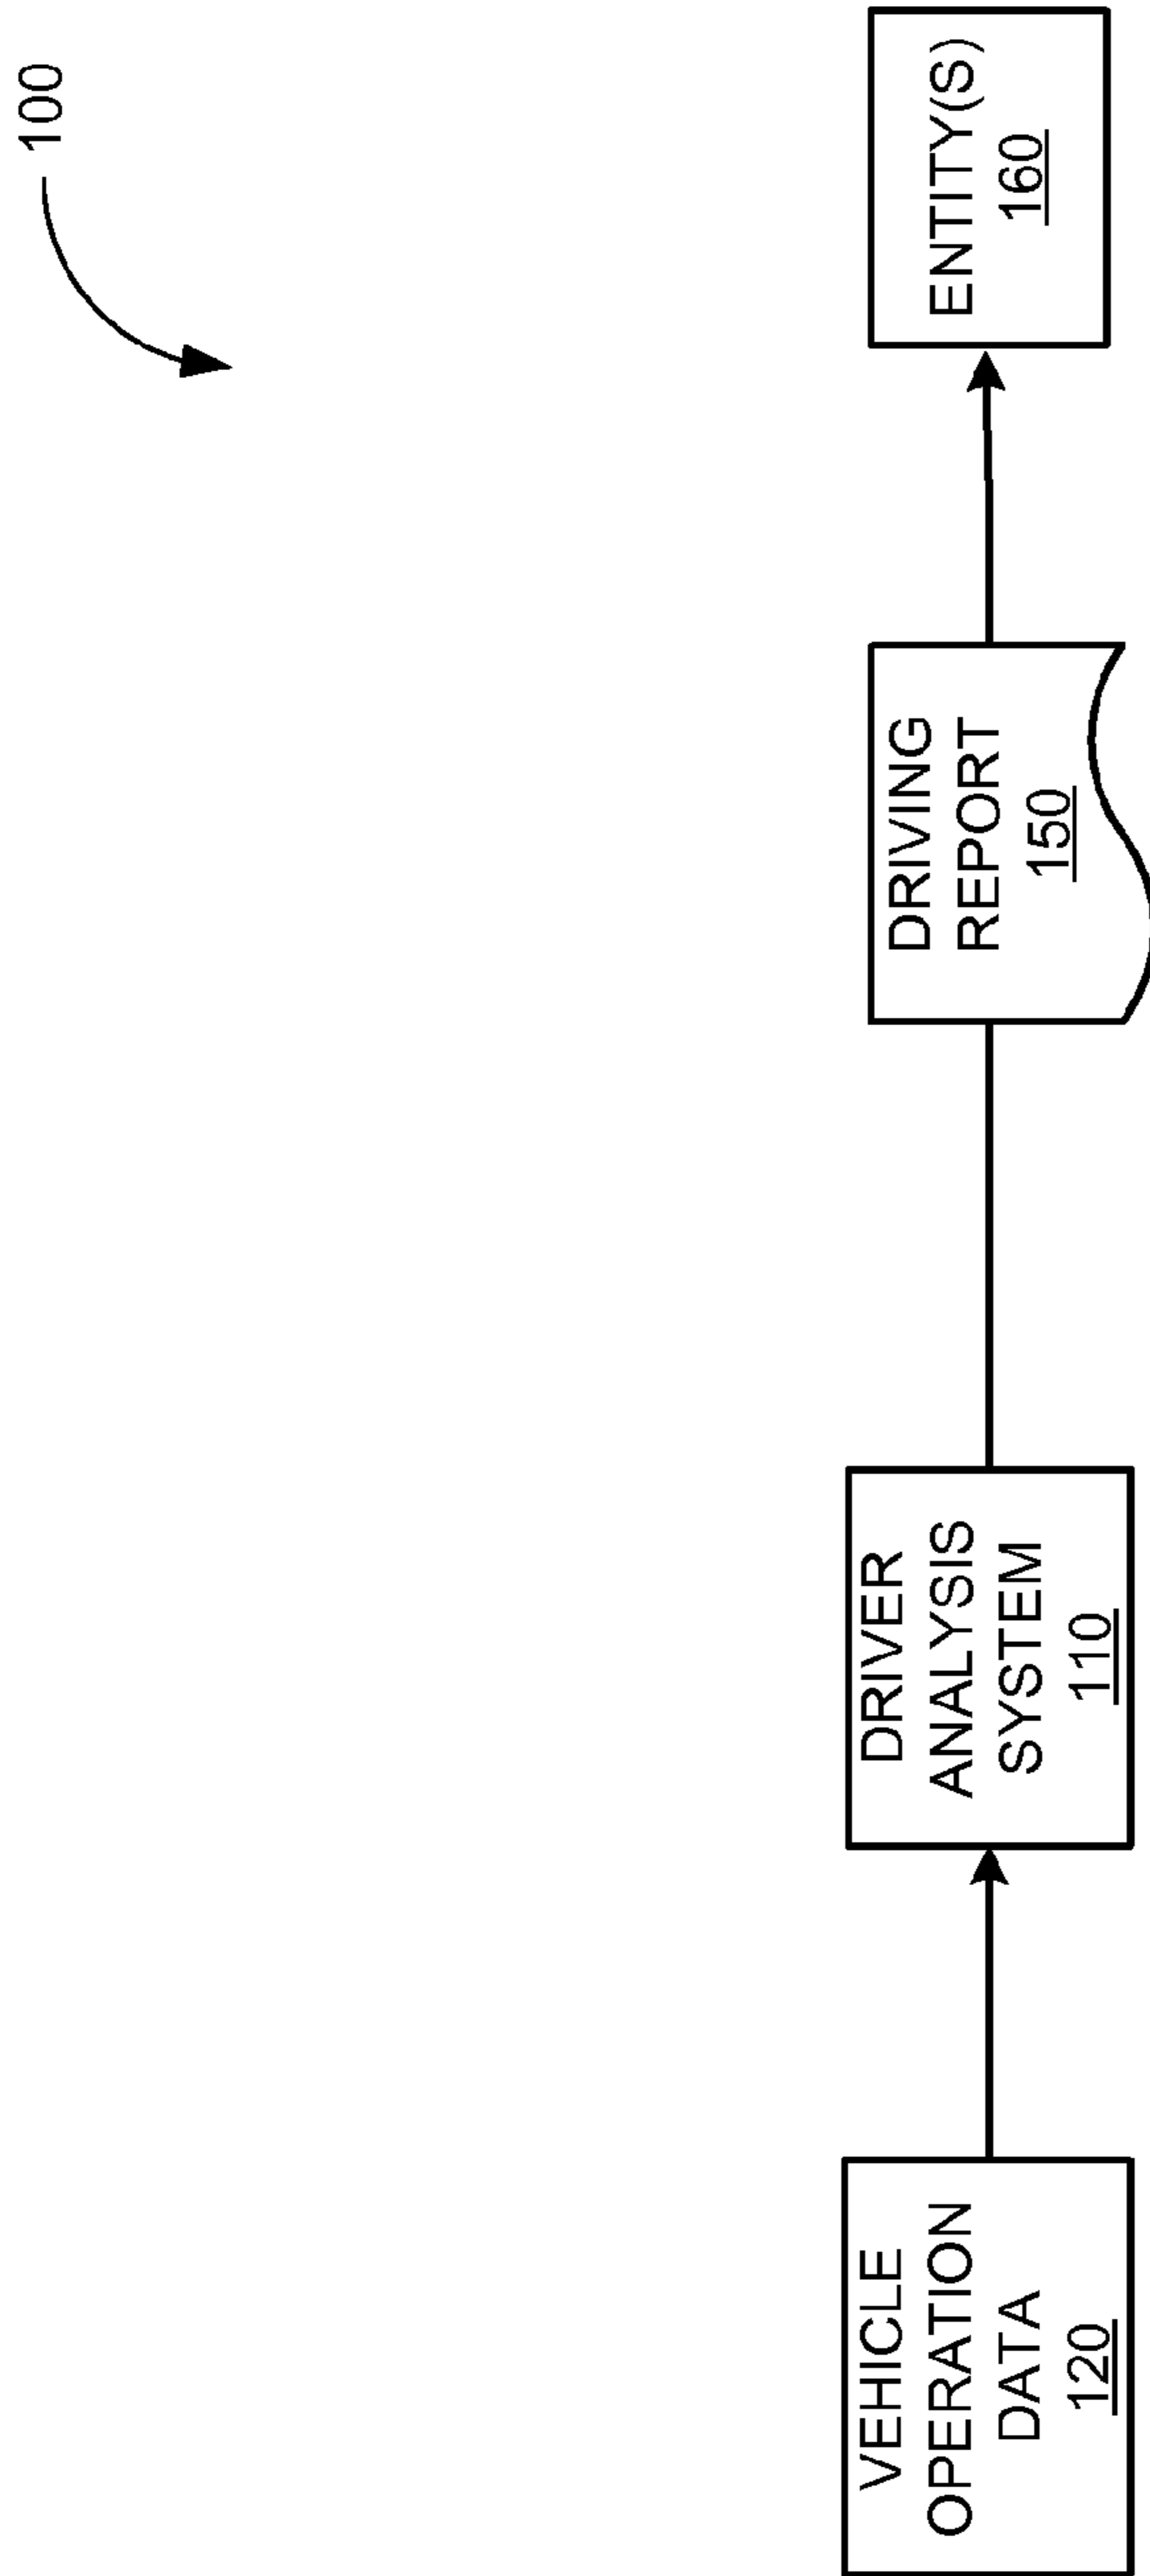 100
VEHICLE
OPERATION
DATA
120
DRIVER
ANALYSIS
SYSTEM
110
DRIVING
REPORT
150
ENTITY(S)
160